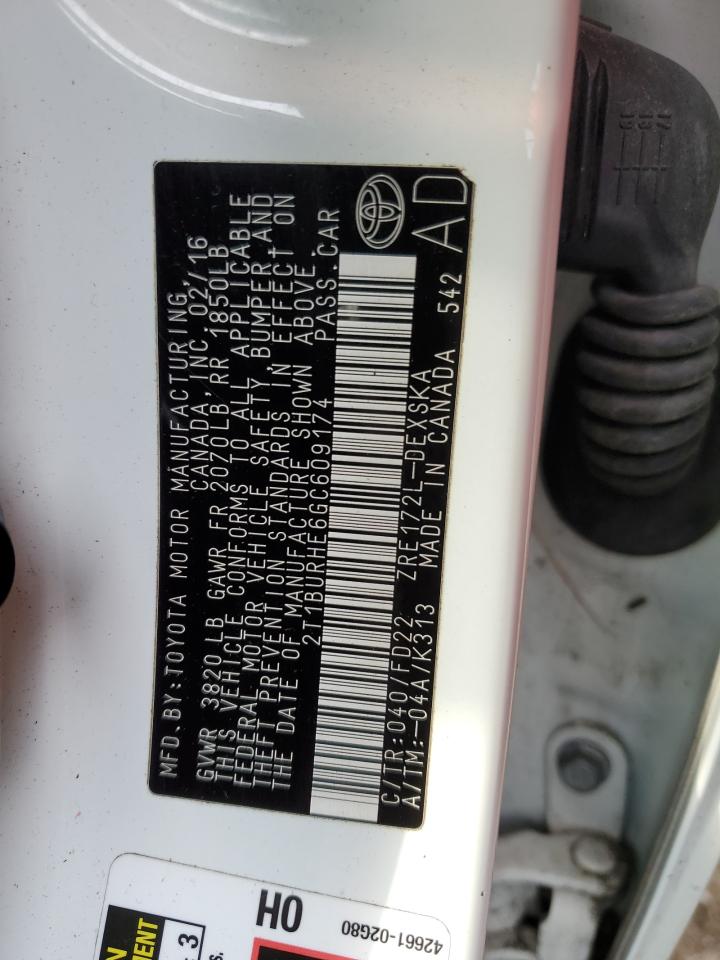 MFD. BY: TOYOTA MOTOR MANUFACTURING,
CANADA, INC. 02/16
GVWR 3820 LB GAWR FR 2070LB, RR 1850LB
THIS VEHICLE CONFORMS TO ALL APPLICABLE
FEDERAL MOTOR VEHICLE SAFETY, BUMPER, AND
THEFT PREVENTION STANDARDS IN EFFECT ON
THE DATE OF MANUFACTURE SHOWN ABOVE.
2T1BURHE6GC609174 PASS. CAR
C/TR: 040/FD22 ZRE172L-DEXSKA
A/TM: -04A/K313 MADE IN CANADA 542
AD
0H
42661-02G80
3